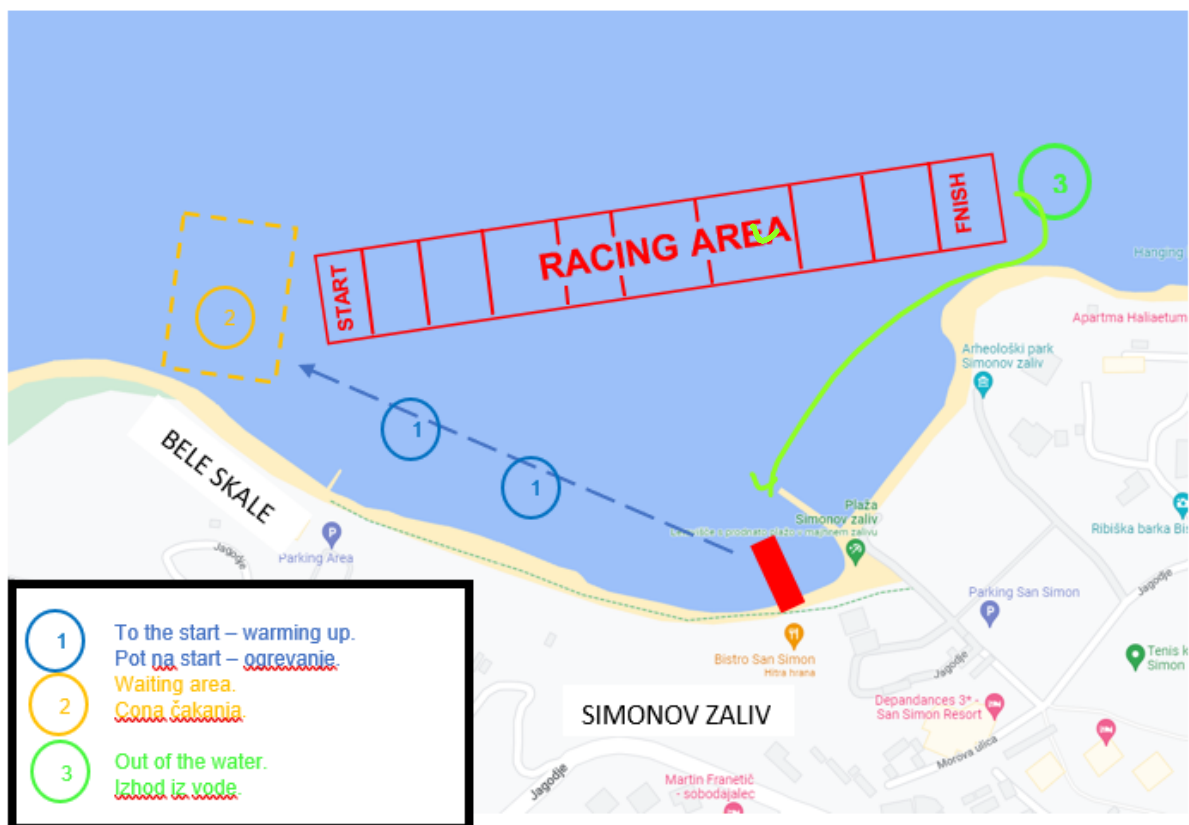 START
RACING AREA
FNISH
3
2
1
1
BELE SKALE
SIMONOV ZALIV
Hanging
Apartma Haliaetum
Arheološki park
Simonov zaliv
Plaža
Simonov zaliv
P
Parking Area
Jagodje
Ribiška barka Bis
Parking San Simon
P
Jagodje
Bistro San Simon
Hitra hrana
Jagodje
Tenis k
Simon
Depandances 3* -
San Simon Resort
Morova ulica
Martin Franetič
- sobodajalec
Jagodje
1
To the start – warming up.
Pot na start – ogrevanje.
2
Waiting area.
Cona čakanja.
3
Out of the water.
Izhod iz vode.